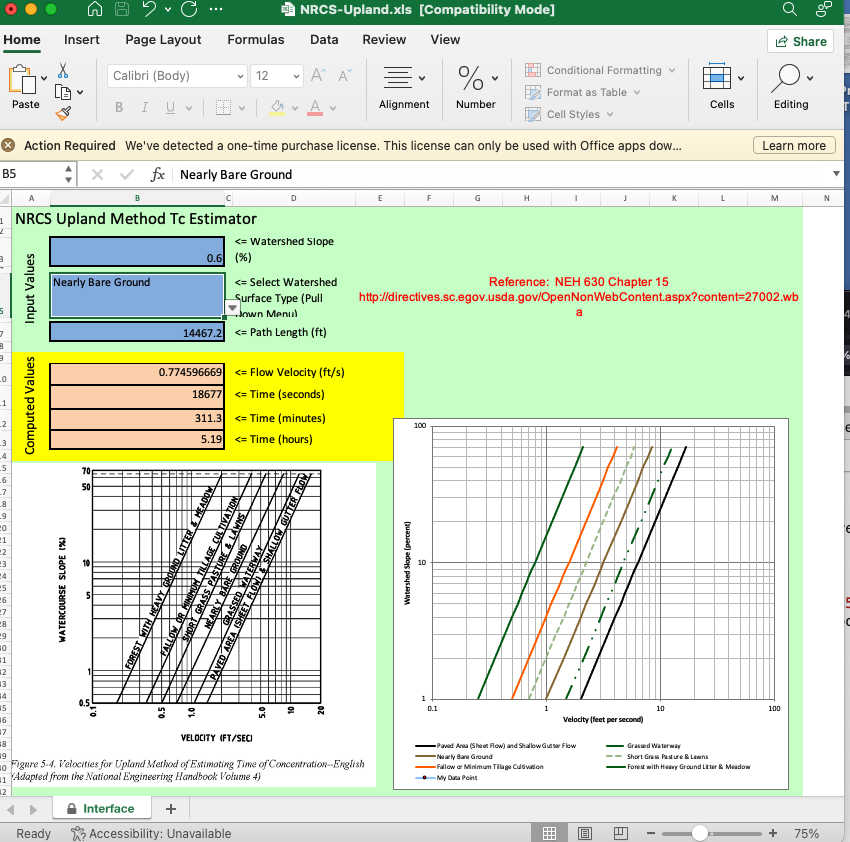 NRCS-Upland.xls [Compatibility Mode]
Home Insert Page Layout Formulas Data Review View Share
Calibri (Body) 12
Paste B I U A A A Alignment % Number Conditional Formatting Format as Table Cell Styles Cells Editing
Action Required We've detected a one-time purchase license. This license can only be used with Office apps dow... Learn more
B5 fx Nearly Bare Ground
A B C D E F G H I J K L M N
NRCS Upland Method Tc Estimator
Input Values
0.6 <= Watershed Slope
(%)
Nearly Bare Ground <= Select Watershed
Surface Type (Pull
Down Menu)
14467.2 <= Path Length (ft)
Reference: NEH 630 Chapter 15
http://directives.sc.egov.usda.gov/OpenNonWebContent.aspx?content=27002.wb
a
Computed Values
0.774596669 <= Flow Velocity (ft/s)
18677 <= Time (seconds)
311.3 <= Time (minutes)
5.19 <= Time (hours)
70
50
10
5
1
0.5
WATERCOURSE SLOPE (%)
FOREST WITH HEAVY GROUND LITTER & MEADOW
FALLOW OR MINIMUM TILLAGE CULTIVATION
SHORT GRASS PASTURE & LAWNS
NEARLY BARE GROUND
GRASSED WATERWAY
PAVED AREA (SHEET FLOW) & SHALLOW GUTTER FLOW
0.1 0.5 1.0 5.0 10 20
VELOCITY (FT/SEC)
Figure 5-4. Velocities for Upland Method of Estimating Time of Concentration--English
(Adapted from the National Engineering Handbook Volume 4)
100
10
1
Watershed Slope (percent)
0.1 1 10 100
Velocity (feet per second)
Paved Area (Sheet Flow) and Shallow Gutter Flow Grassed Waterway
Nearly Bare Ground Short Grass Pasture & Lawns
Fallow or Minimum Tillage Cultivation Forest with Heavy Ground Litter & Meadow
My Data Point
Interface
Ready Accessibility: Unavailable 75%